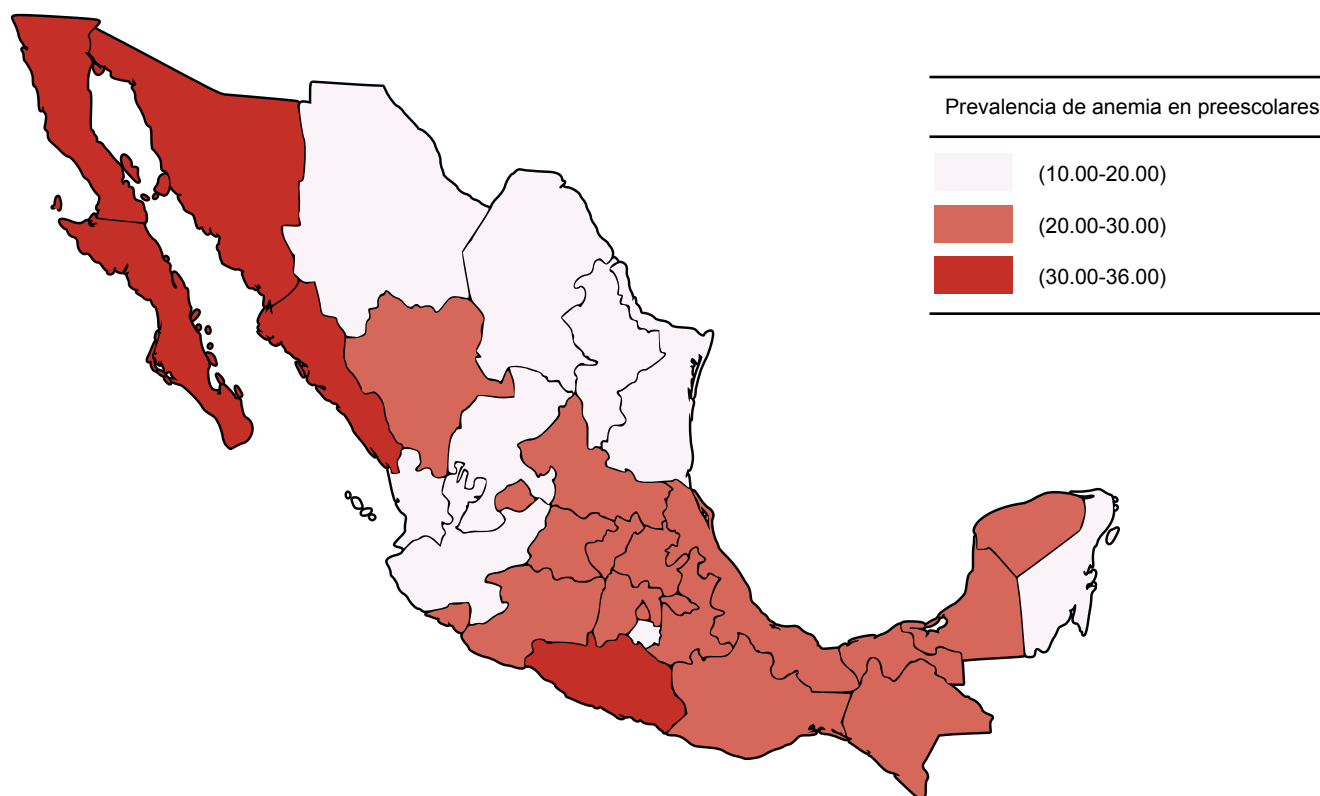 Prevalencia de anemia en preescolares
(10.00-20.00)
(20.00-30.00)
(30.00-36.00)